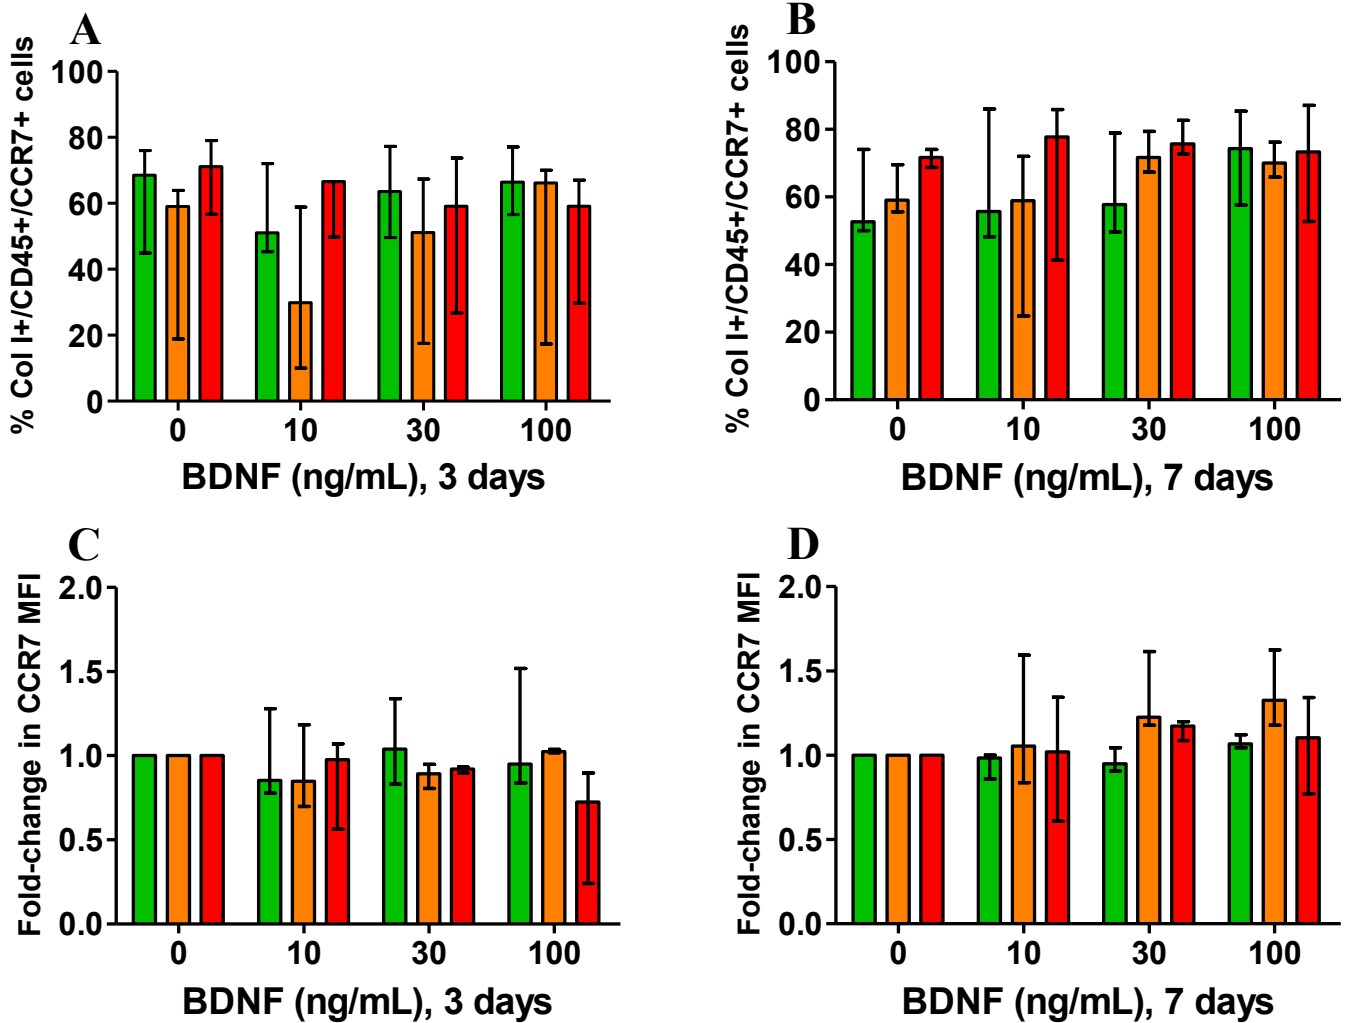 A
% Col I+/CD45+/CCR7+ cells
100
80
60
40
20
0
0 10 30 100
BDNF (ng/mL), 3 days
B
% Col I+/CD45+/CCR7+ cells
100
80
60
40
20
0
0 10 30 100
BDNF (ng/mL), 7 days
C
Fold-change in CCR7 MFI
2.0
1.5
1.0
0.5
0.0
0 10 30 100
BDNF (ng/mL), 3 days
D
Fold-change in CCR7 MFI
2.0
1.5
1.0
0.5
0.0
0 10 30 100
BDNF (ng/mL), 7 days